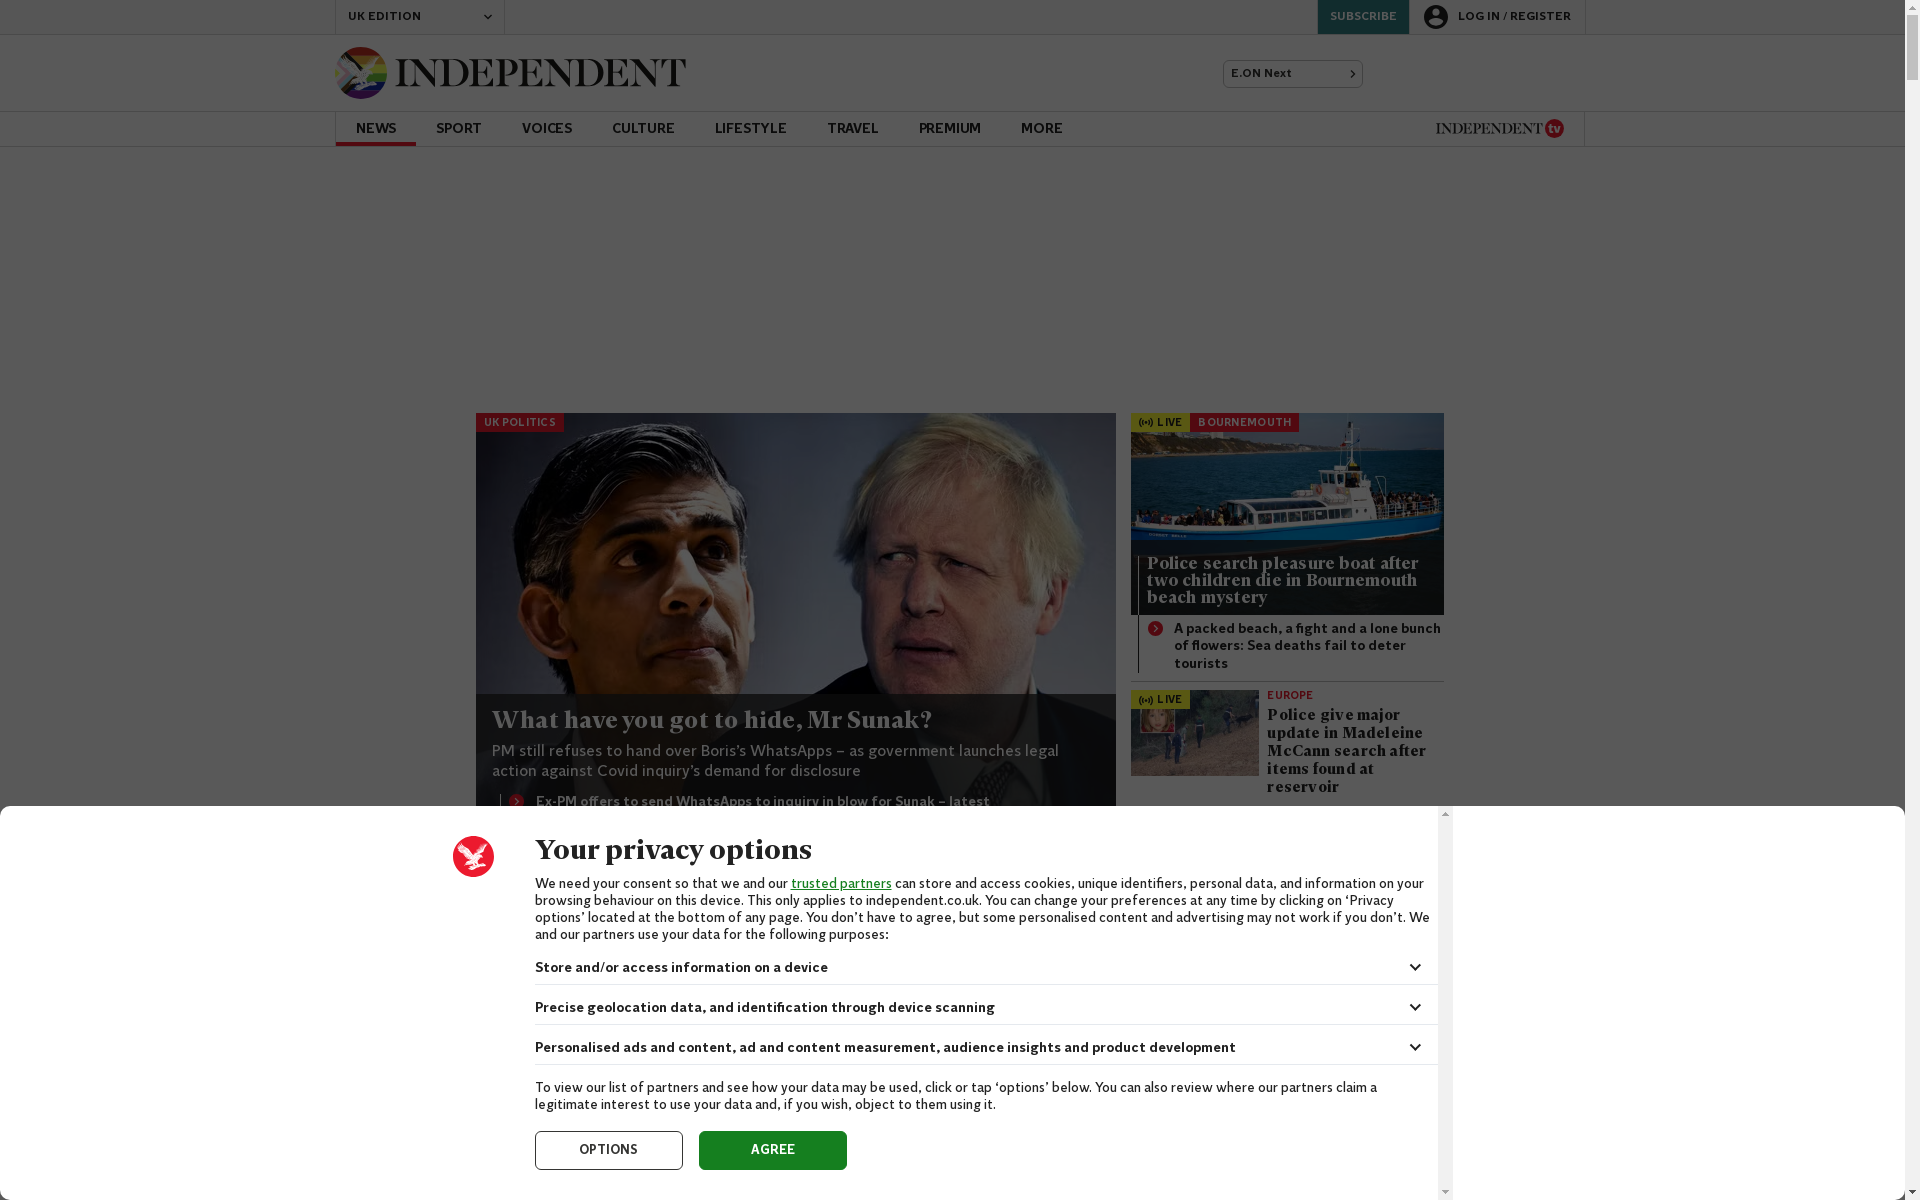 UK EDITION
SUBSCRIBE
LOG IN / REGISTER
INDEPENDENT
E.ON Next
NEWS
SPORT
VOICES
CULTURE
LIFESTYLE
TRAVEL
PREMIUM
MORE
INDEPENDENT tv
UK POLITICS
What have you got to hide, Mr Sunak?
PM still refuses to hand over Boris’s WhatsApps – as government launches legal
action against Covid inquiry’s demand for disclosure
Ex-PM offers to send WhatsApps to inquiry in blow for Sunak – latest
LIVE
BOURNEMOUTH
Police search pleasure boat after
two children die in Bournemouth
beach mystery
A packed beach, a fight and a lone bunch
of flowers: Sea deaths fail to deter
tourists
LIVE
EUROPE
Police give major
update in Madeleine
McCann search after
items found at
reservoir
Your privacy options
We need your consent so that we and our trusted partners can store and access cookies, unique identifiers, personal data, and information on your
browsing behaviour on this device. This only applies to independent.co.uk. You can change your preferences at any time by clicking on ‘Privacy
options’ located at the bottom of any page. You don’t have to agree, but some personalised content and advertising may not work if you don’t. We
and our partners use your data for the following purposes:
Store and/or access information on a device
Precise geolocation data, and identification through device scanning
Personalised ads and content, ad and content measurement, audience insights and product development
To view our list of partners and see how your data may be used, click or tap ‘options’ below. You can also review where our partners claim a
legitimate interest to use your data and, if you wish, object to them using it.
OPTIONS
AGREE